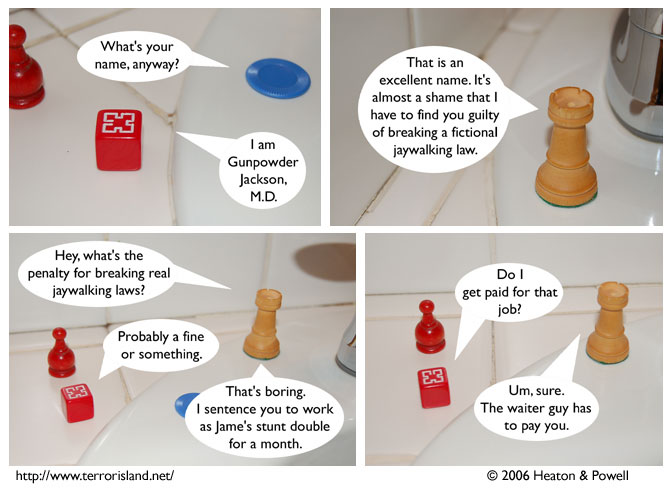 What's your
name, anyway?
I am
Gunpowder
Jackson,
M.D.
That is an
excellent name. It's
almost a shame that I
have to find you guilty
of breaking a fictional
jaywalking law.
Hey, what's the
penalty for breaking real
jaywalking laws?
Probably a fine
or something.
That's boring.
I sentence you to work
as Jame's stunt double
for a month.
Do I
get paid for that
job?
Um, sure.
The waiter guy has
to pay you.
http://www.terrorisland.net/
© 2006 Heaton & Powell